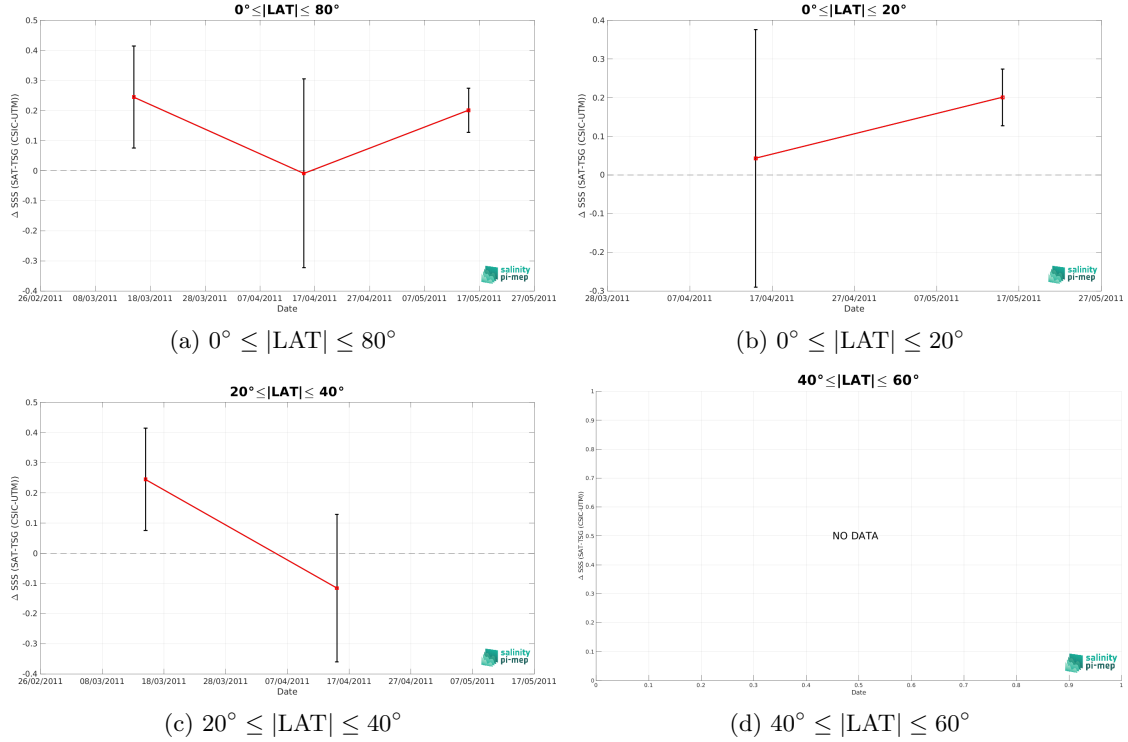 0°≤|LAT|≤ 80°
0.5
0.4
0.3
0.2
0.1
0
-0.1
-0.2
-0.3
-0.4
Δ SSS (SAT-TSG (CSIC-UTM))
26/02/2011 08/03/2011 18/03/2011 28/03/2011 07/04/2011 17/04/2011 27/04/2011 07/05/2011 17/05/2011 27/05/2011
Date
salinity
pi-mep
(a) 0° ≤ |LAT| ≤ 80°
0°≤|LAT|≤ 20°
0.4
0.3
0.2
0.1
0
-0.1
-0.2
-0.3
Δ SSS (SAT-TSG (CSIC-UTM))
28/03/2011 07/04/2011 17/04/2011 27/04/2011 07/05/2011 17/05/2011 27/05/2011
Date
salinity
pi-mep
(b) 0° ≤ |LAT| ≤ 20°
20°≤|LAT|≤ 40°
0.5
0.4
0.3
0.2
0.1
0
-0.1
-0.2
-0.3
-0.4
Δ SSS (SAT-TSG (CSIC-UTM))
26/02/2011 08/03/2011 18/03/2011 28/03/2011 07/04/2011 17/04/2011 27/04/2011 07/05/2011 17/05/2011
Date
salinity
pi-mep
(c) 20° ≤ |LAT| ≤ 40°
40°≤|LAT|≤ 60°
1
0.9
0.8
0.7
0.6
0.5
0.4
0.3
0.2
0.1
0
Δ SSS (SAT-TSG (CSIC-UTM))
NO DATA
0 0.1 0.2 0.3 0.4 0.5 0.6 0.7 0.8 0.9 1
Date
salinity
pi-mep
(d) 40° ≤ |LAT| ≤ 60°